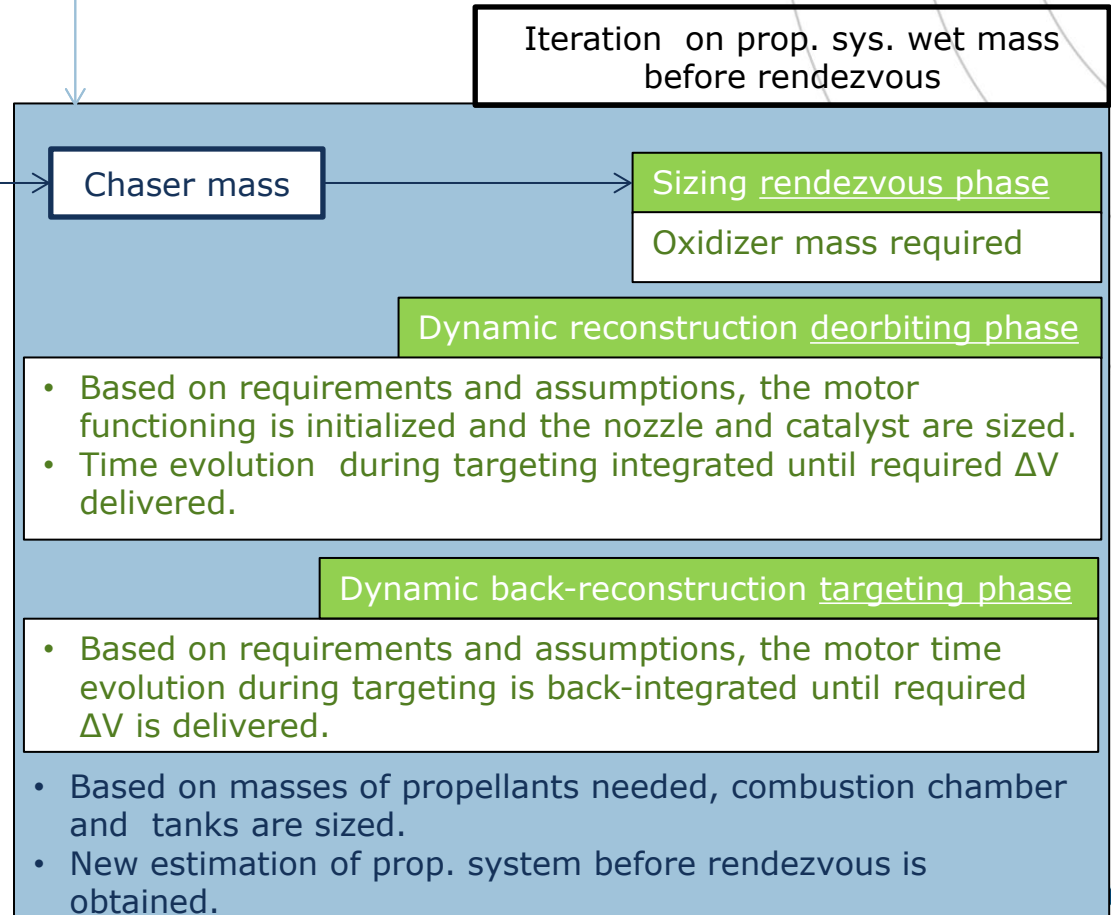 Iteration on prop. sys. wet mass
before rendezvous
Chaser mass
Sizing rendezvous phase
Oxidizer mass required
Dynamic reconstruction deorbiting phase
• Based on requirements and assumptions, the motor
functioning is initialized and the nozzle and catalyst are sized.
• Time evolution during targeting integrated until required ΔV
delivered.
Dynamic back-reconstruction targeting phase
• Based on requirements and assumptions, the motor time
evolution during targeting is back-integrated until required
ΔV is delivered.
• Based on masses of propellants needed, combustion chamber
and tanks are sized.
• New estimation of prop. system before rendezvous is
obtained.